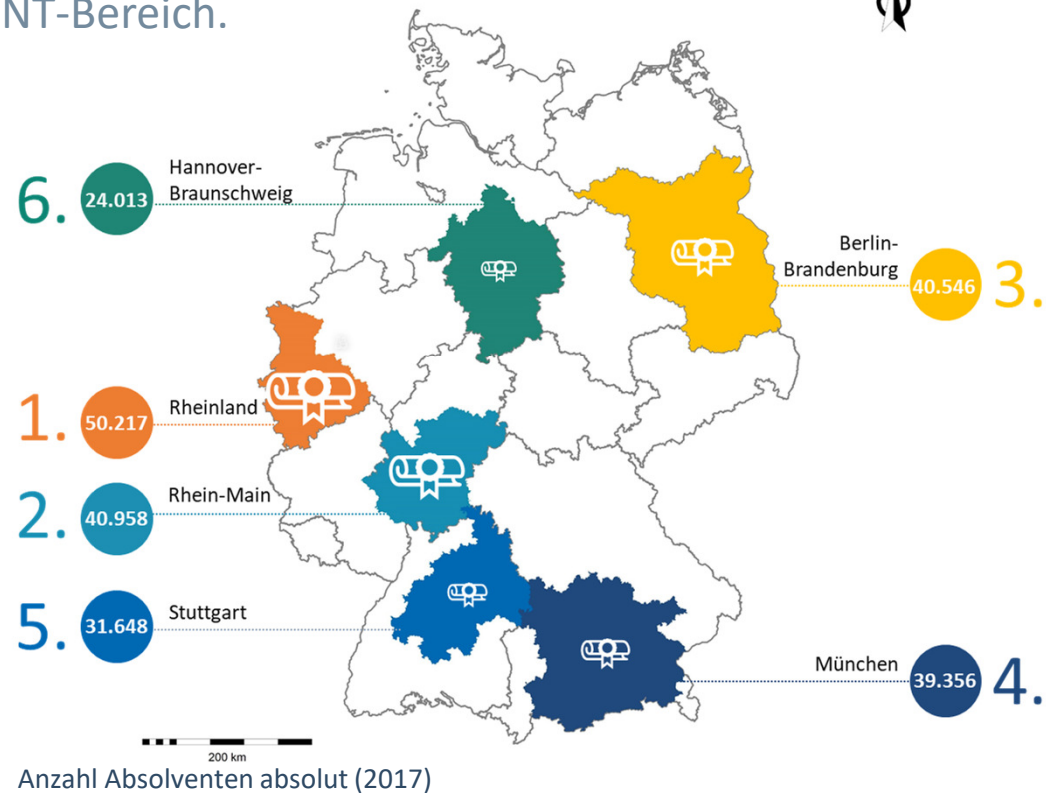 NT-Bereich.
6.
24.013
Hannover-
Braunschweig
Berlin-
Brandenburg
40.546
3.
1.
50.217
Rheinland
2.
40.958
Rhein-Main
5.
31.648
Stuttgart
München
39.356
4.
200 km
Anzahl Absolventen absolut (2017)